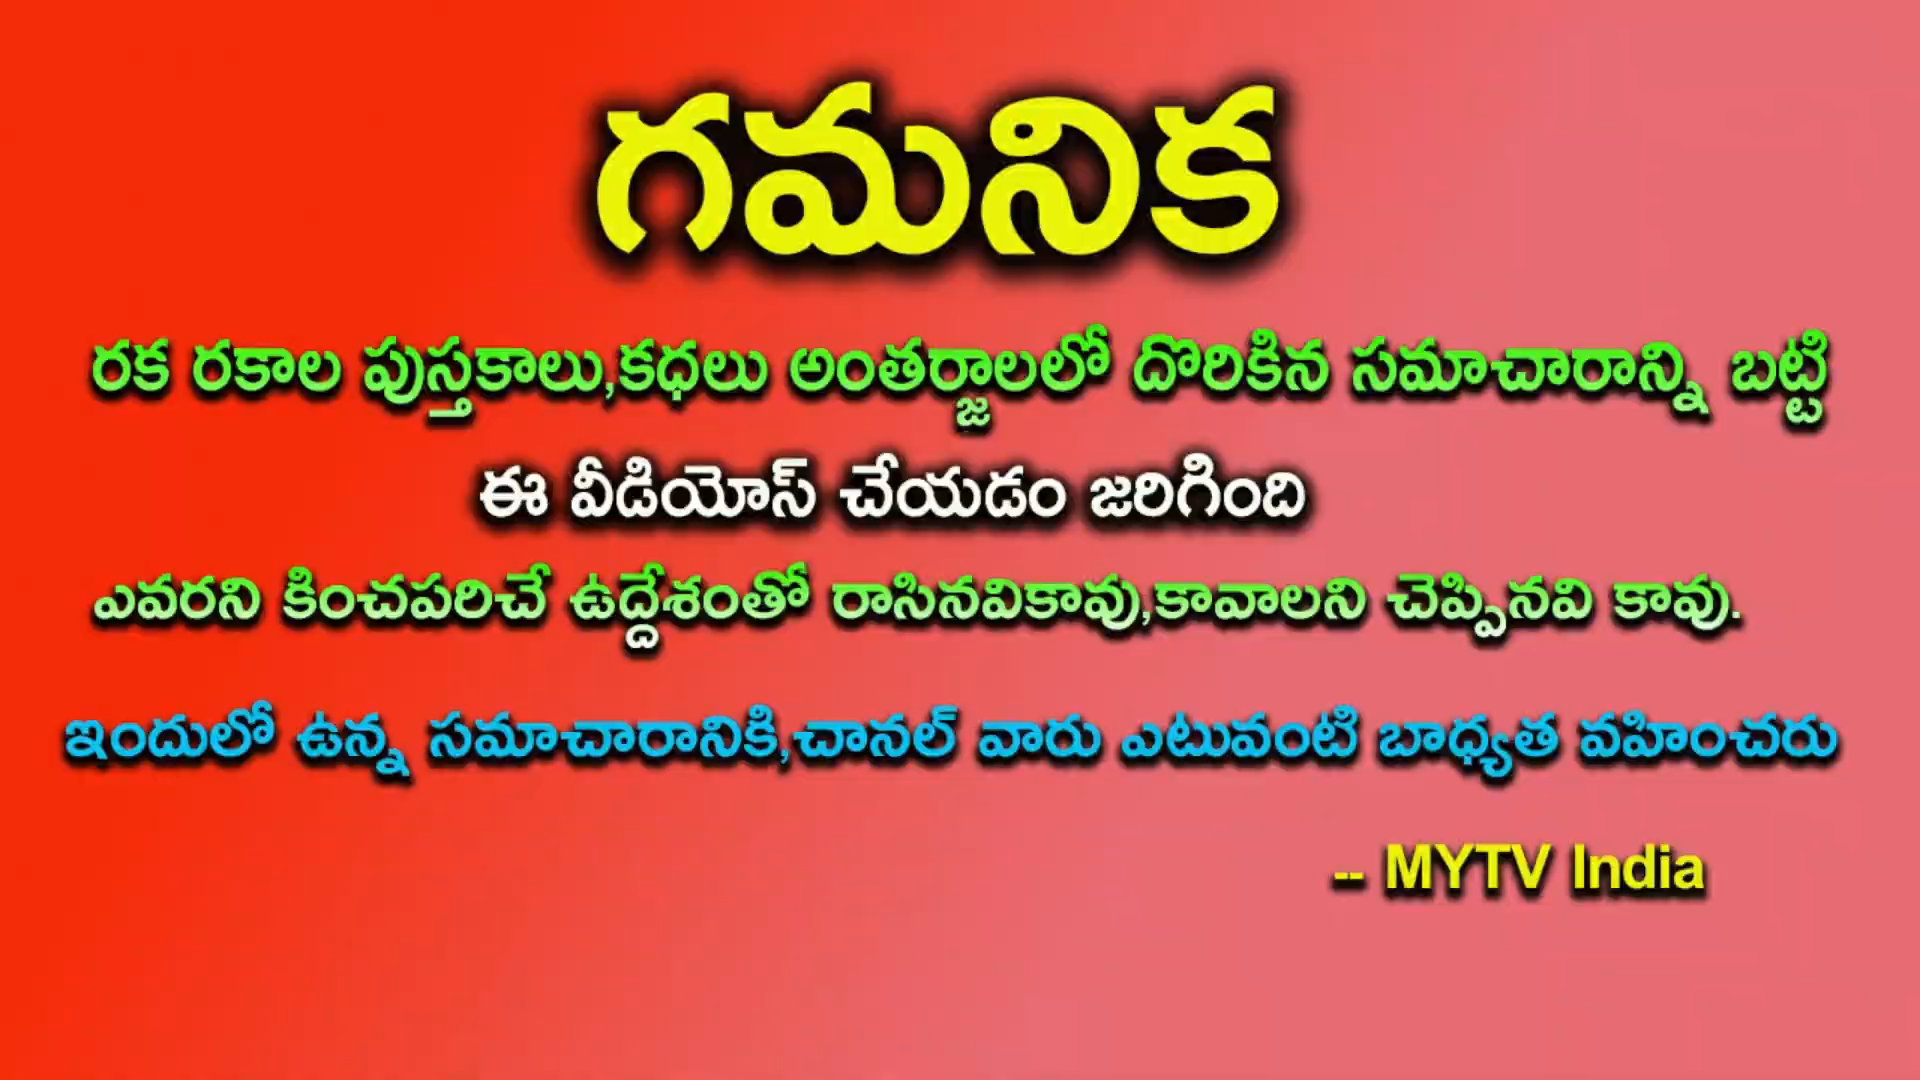 గమనిక
రక రకాల పుస్తకాలు,కధలు అంతర్జాలలో దొరికిన సమాచారాన్ని బట్టి
ఈ వీడియోస్ చేయడం జరిగింది
ఎవరని కించపరిచే ఉద్దేశంతో రాసినవికావు,కావాలని చెప్పినవి కావు.
ఇందులో ఉన్న సమాచారానికి,చానల్ వారు ఎటువంటి బాధ్యత వహించరు
-- MYTV India